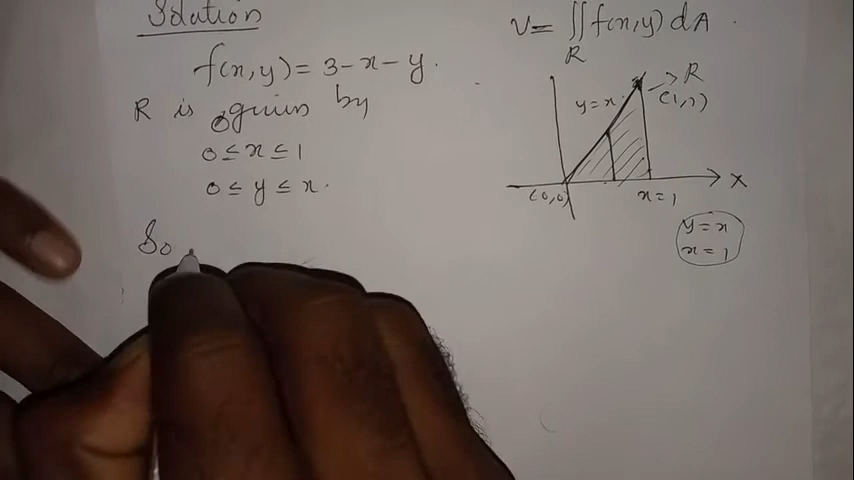 Solution
f(x,y) = 3-x-y.
R is given by
0 ≤ x ≤ 1
0 ≤ y ≤ x.
So
V = ∬ f(x,y) dA.
R
R
y=x
(1,1)
(0,0)
x=1
X
y=x
x=1